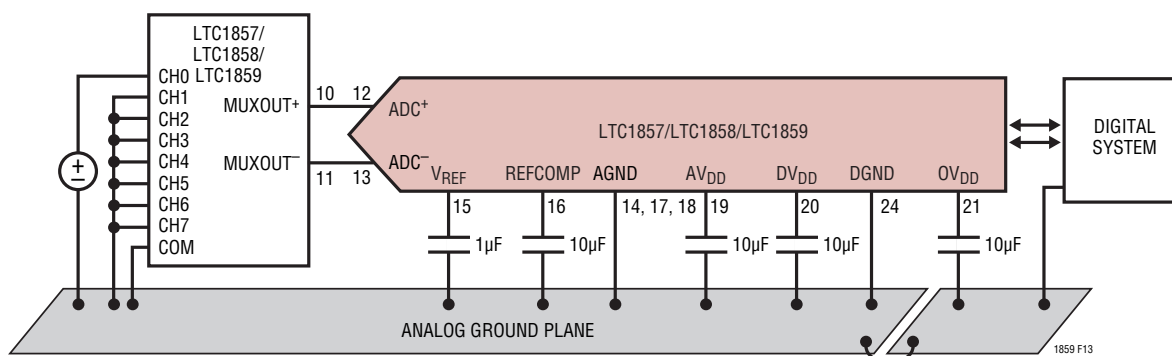 LTC1857/
LTC1858/
LTC1859
CH0
CH1
CH2
CH3
CH4
CH5
CH6
CH7
COM
MUXOUT+
MUXOUT–
10
11
12
13
ADC+
ADC–
LTC1857/LTC1858/LTC1859
VREF
REFCOMP
AGND
AVDD
DVDD
DGND
OVDD
15
16
14, 17, 18
19
20
24
21
1µF
10µF
10µF
10µF
10µF
DIGITAL
SYSTEM
+
–
ANALOG GROUND PLANE
1859 F13